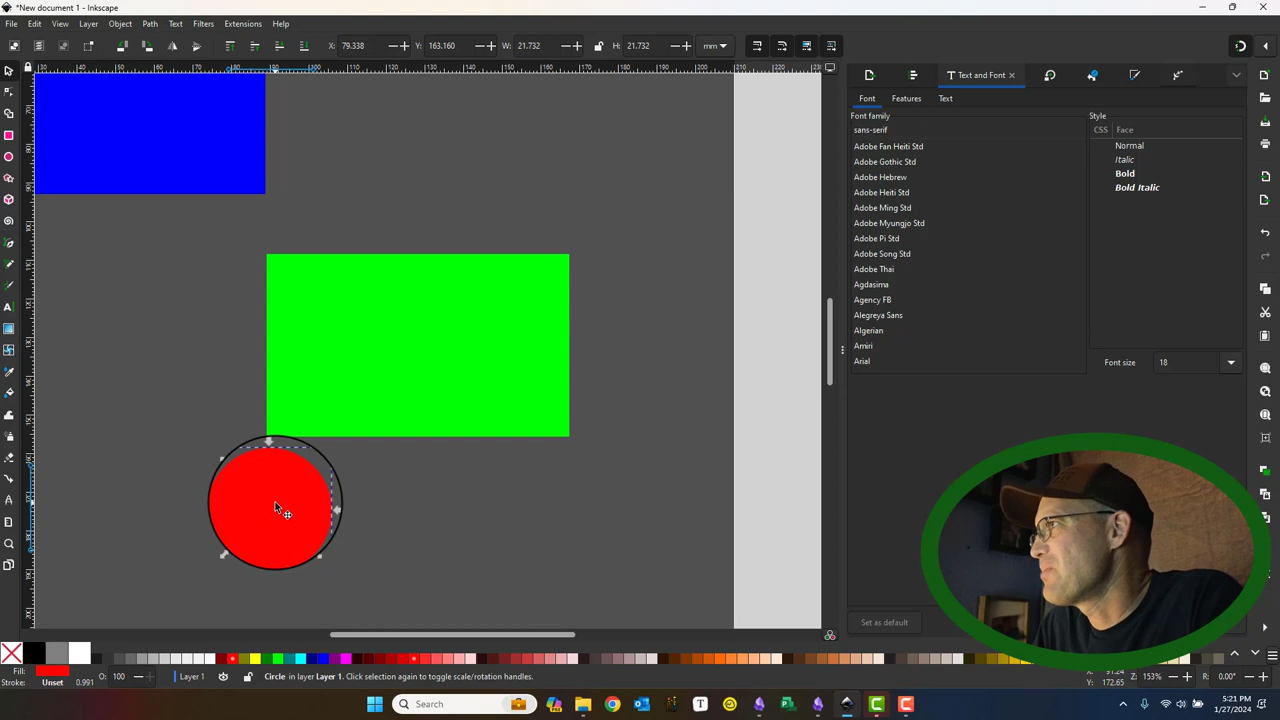 *New document 1 - Inkscape
File Edit View Layer Object Path Text Filters Extensions Help
X: 79.338 Y: 163.160 W: 21.732 H: 21.732 mm
Text and Font
Font Features Text
Font family
Style
sans-serif
CSS Face
Adobe Fan Heiti Std
Normal
Adobe Gothic Std
Italic
Adobe Hebrew
Bold
Adobe Heiti Std
Bold Italic
Adobe Ming Std
Adobe Myungjo Std
Adobe Pi Std
Adobe Song Std
Adobe Thai
Agdasima
Agency FB
Alegreya Sans
Algerian
Amiri
Arial
Font size 18
Set as default
Fill:
Stroke: Unset 0.991 O: 100 Layer 1 Circle in layer Layer 1. Click selection again to toggle scale/rotation handles.
X: 91.24
Y: 172.65 Z: 153% R: 0.00°
Search
5:21 PM
1/27/2024